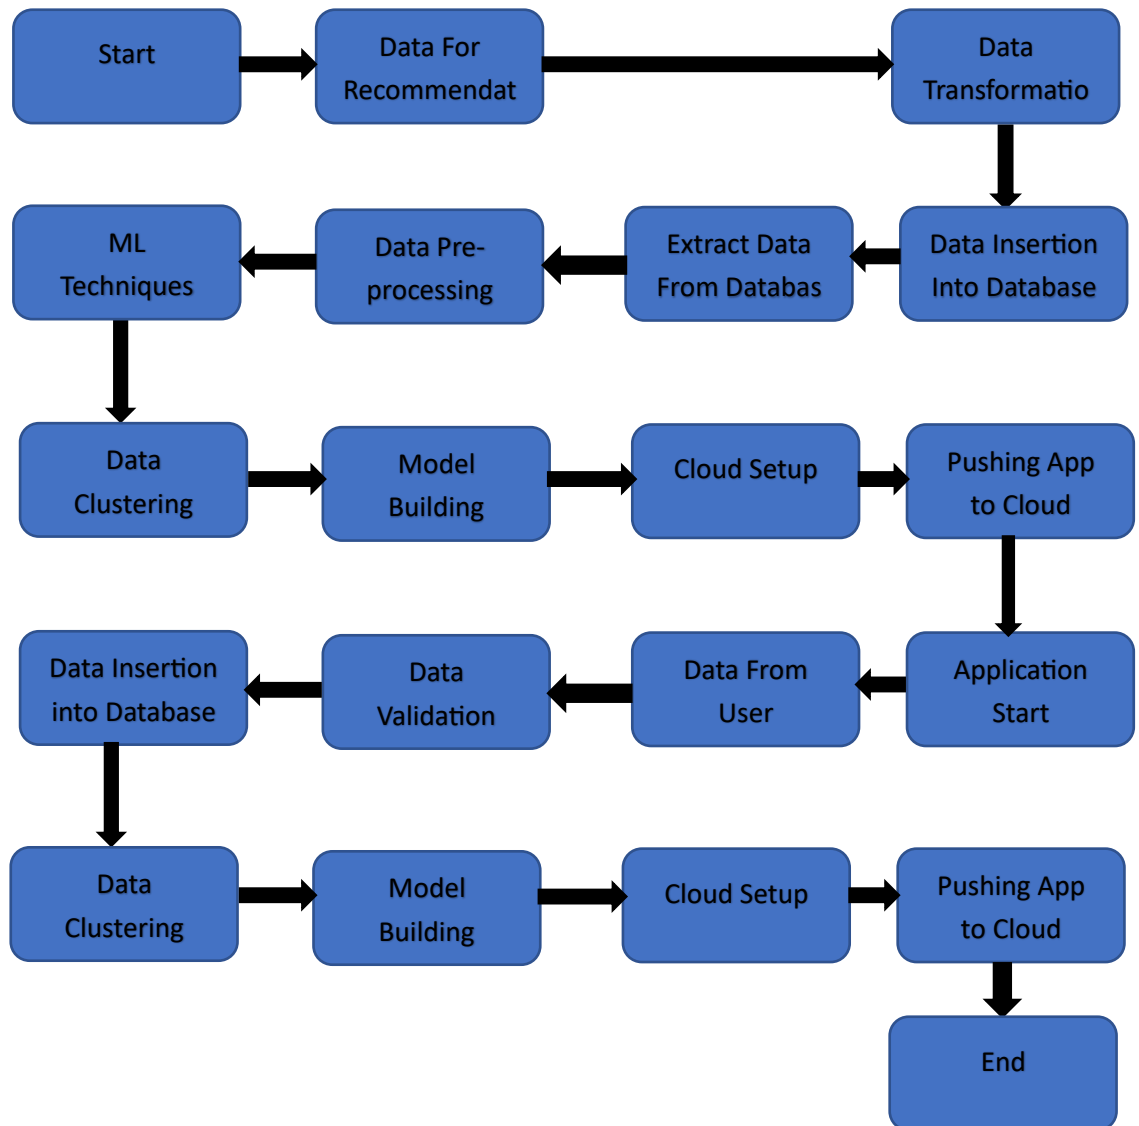 Start
Data For
Recommendat
Data
Transformatio
ML
Techniques
Data Pre-
processing
Extract Data
From Databas
Data Insertion
Into Database
Data
Clustering
Model
Building
Cloud Setup
Pushing App
to Cloud
Data Insertion
into Database
Data
Validation
Data From
User
Application
Start
Data
Clustering
Model
Building
Cloud Setup
Pushing App
to Cloud
End